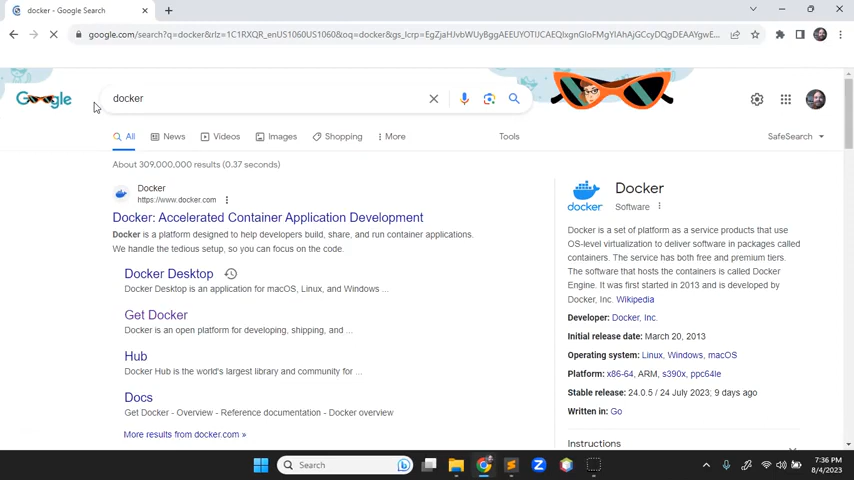 docker - Google Search
google.com/search?q=docker&rlz=1C1RXQR_enUS1060US1060&oq=docker&gs_lcrp=EgZjaHJvbWUyBggAEEUYOTIJCAEQIxgnGIoFMgYIAhAjGCcyDQgDEAAYgwE...
Google
docker
All
News
Videos
Images
Shopping
More
Tools
SafeSearch
About 309,000,000 results (0.37 seconds)
Docker
https://www.docker.com
Docker: Accelerated Container Application Development
Docker is a platform designed to help developers build, share, and run container applications.
We handle the tedious setup, so you can focus on the code.
Docker Desktop
Docker Desktop is an application for macOS, Linux, and Windows ...
Get Docker
Docker is an open platform for developing, shipping, and ...
Hub
Docker Hub is the world's largest library and community for ...
Docs
Get Docker - Overview - Reference documentation - Docker overview
More results from docker.com »
docker
Docker
Software
Docker is a set of platform as a service products that use
OS-level virtualization to deliver software in packages called
containers. The service has both free and premium tiers.
The software that hosts the containers is called Docker
Engine. It was first started in 2013 and is developed by
Docker, Inc. Wikipedia
Developer: Docker, Inc.
Initial release date: March 20, 2013
Operating system: Linux, Windows, macOS
Platform: x86-64, ARM, s390x, ppc64le
Stable release: 24.0.5 / 24 July 2023; 9 days ago
Written in: Go
Instructions
Search
7:36 PM
8/4/2023